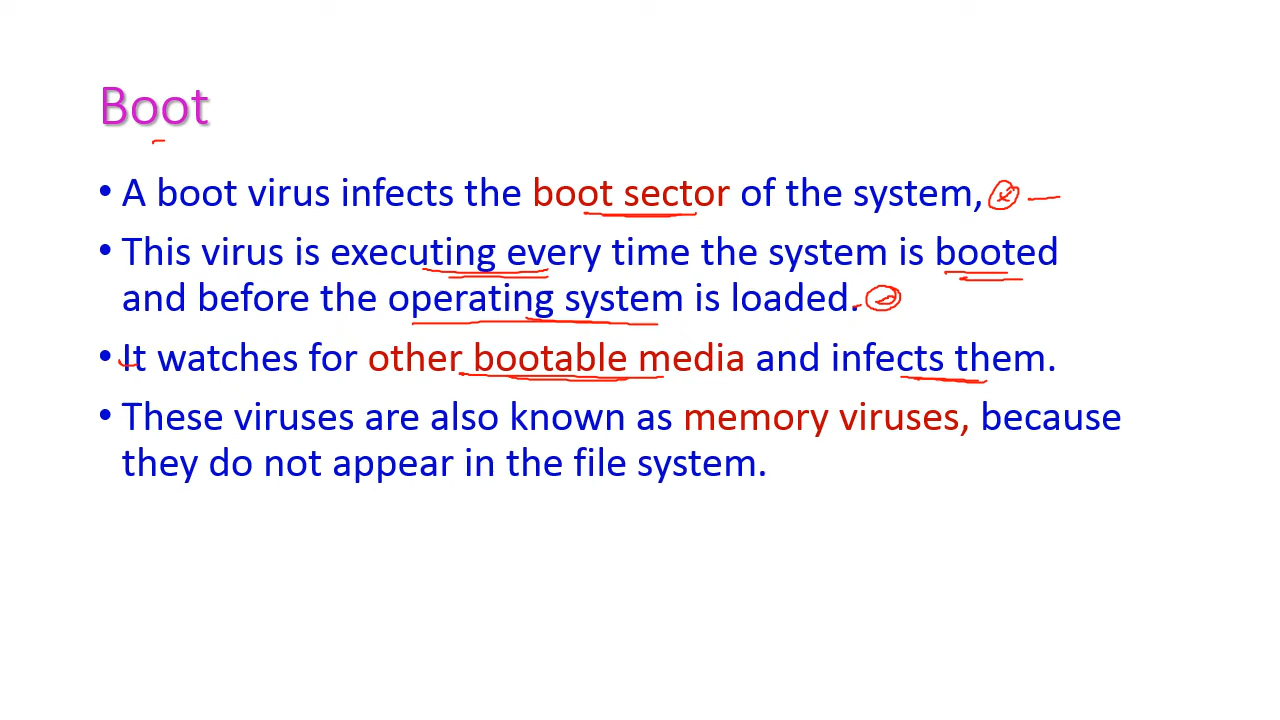 Boot
• A boot virus infects the boot sector of the system,
• This virus is executing every time the system is booted
and before the operating system is loaded.
• It watches for other bootable media and infects them.
• These viruses are also known as memory viruses, because
they do not appear in the file system.